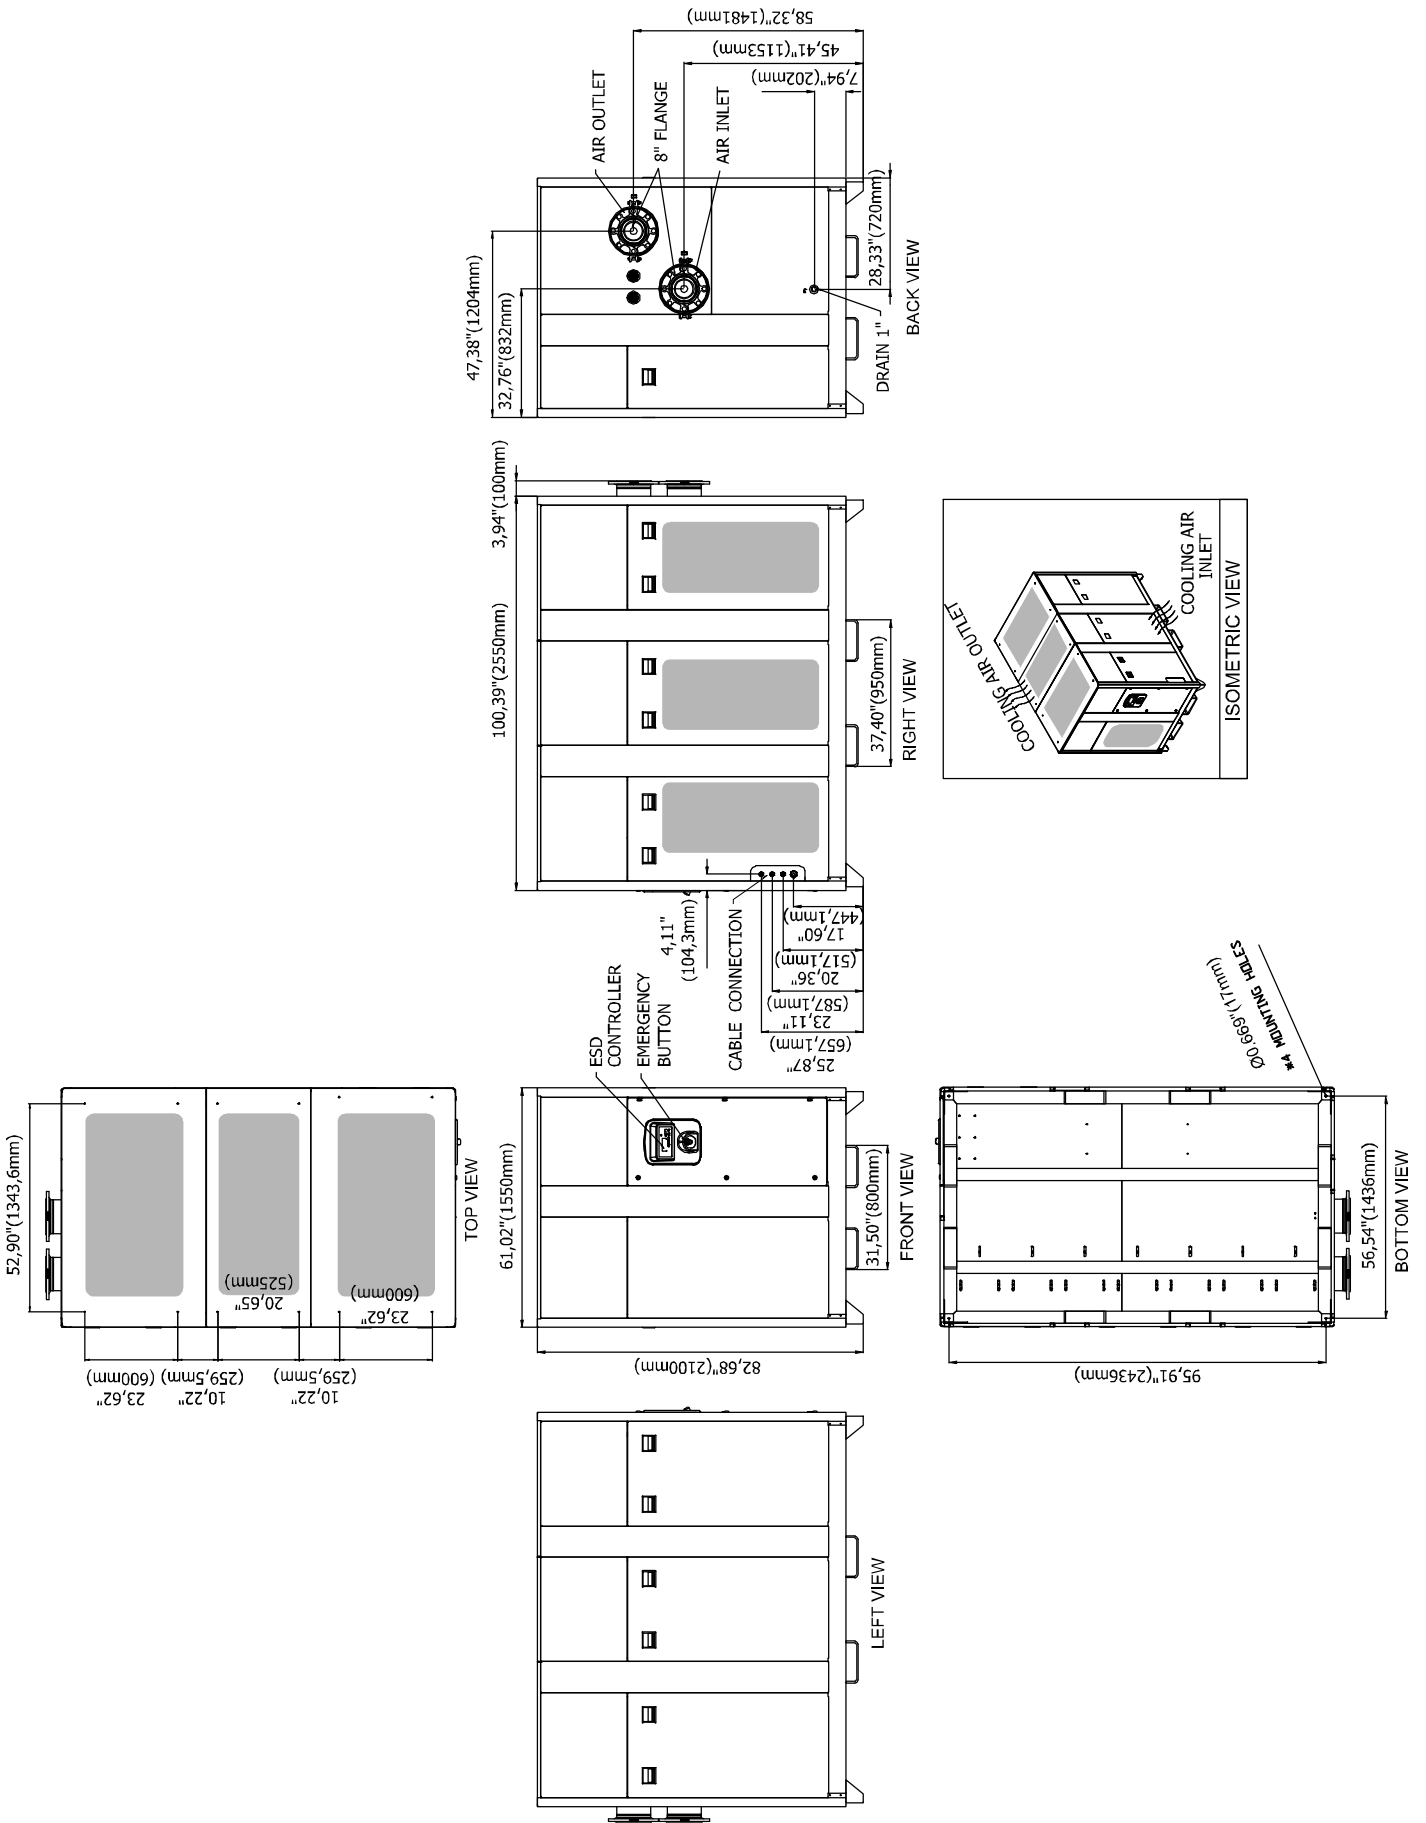 52,90"(1343,6mm)
20,65"
(525mm)
23,62"
(600mm)
23,62"
(600mm)
10,22"
(259,5mm)
10,22"
(259,5mm)
TOP VIEW
LEFT VIEW
61,02"(1550mm)
82,68"(2100mm)
ESD
CONTROLLER
EMERGENCY
BUTTON
31,50"(800mm)
FRONT VIEW
100,39"(2550mm)
3,94"(100mm)
4,11"
(104,3mm)
CABLE CONNECTION
17,60"
(447,1mm)
20,36"
(517,1mm)
23,11"
(587,1mm)
25,87"
(657,1mm)
37,40"(950mm)
RIGHT VIEW
47,38"(1204mm)
32,76"(832mm)
AIR OUTLET
8" FLANGE
AIR INLET
58,32"(1481mm)
45,41"(1153mm)
7,94"(202mm)
DRAIN 1"
28,33"(720mm)
BACK VIEW
95,91"(2436mm)
56,54"(1436mm)
Ø0.669"(17mm)
*4 MOUNTING HOLES
BOTTOM VIEW
COOLING AIR OUTLET
COOLING AIR
INLET
ISOMETRIC VIEW